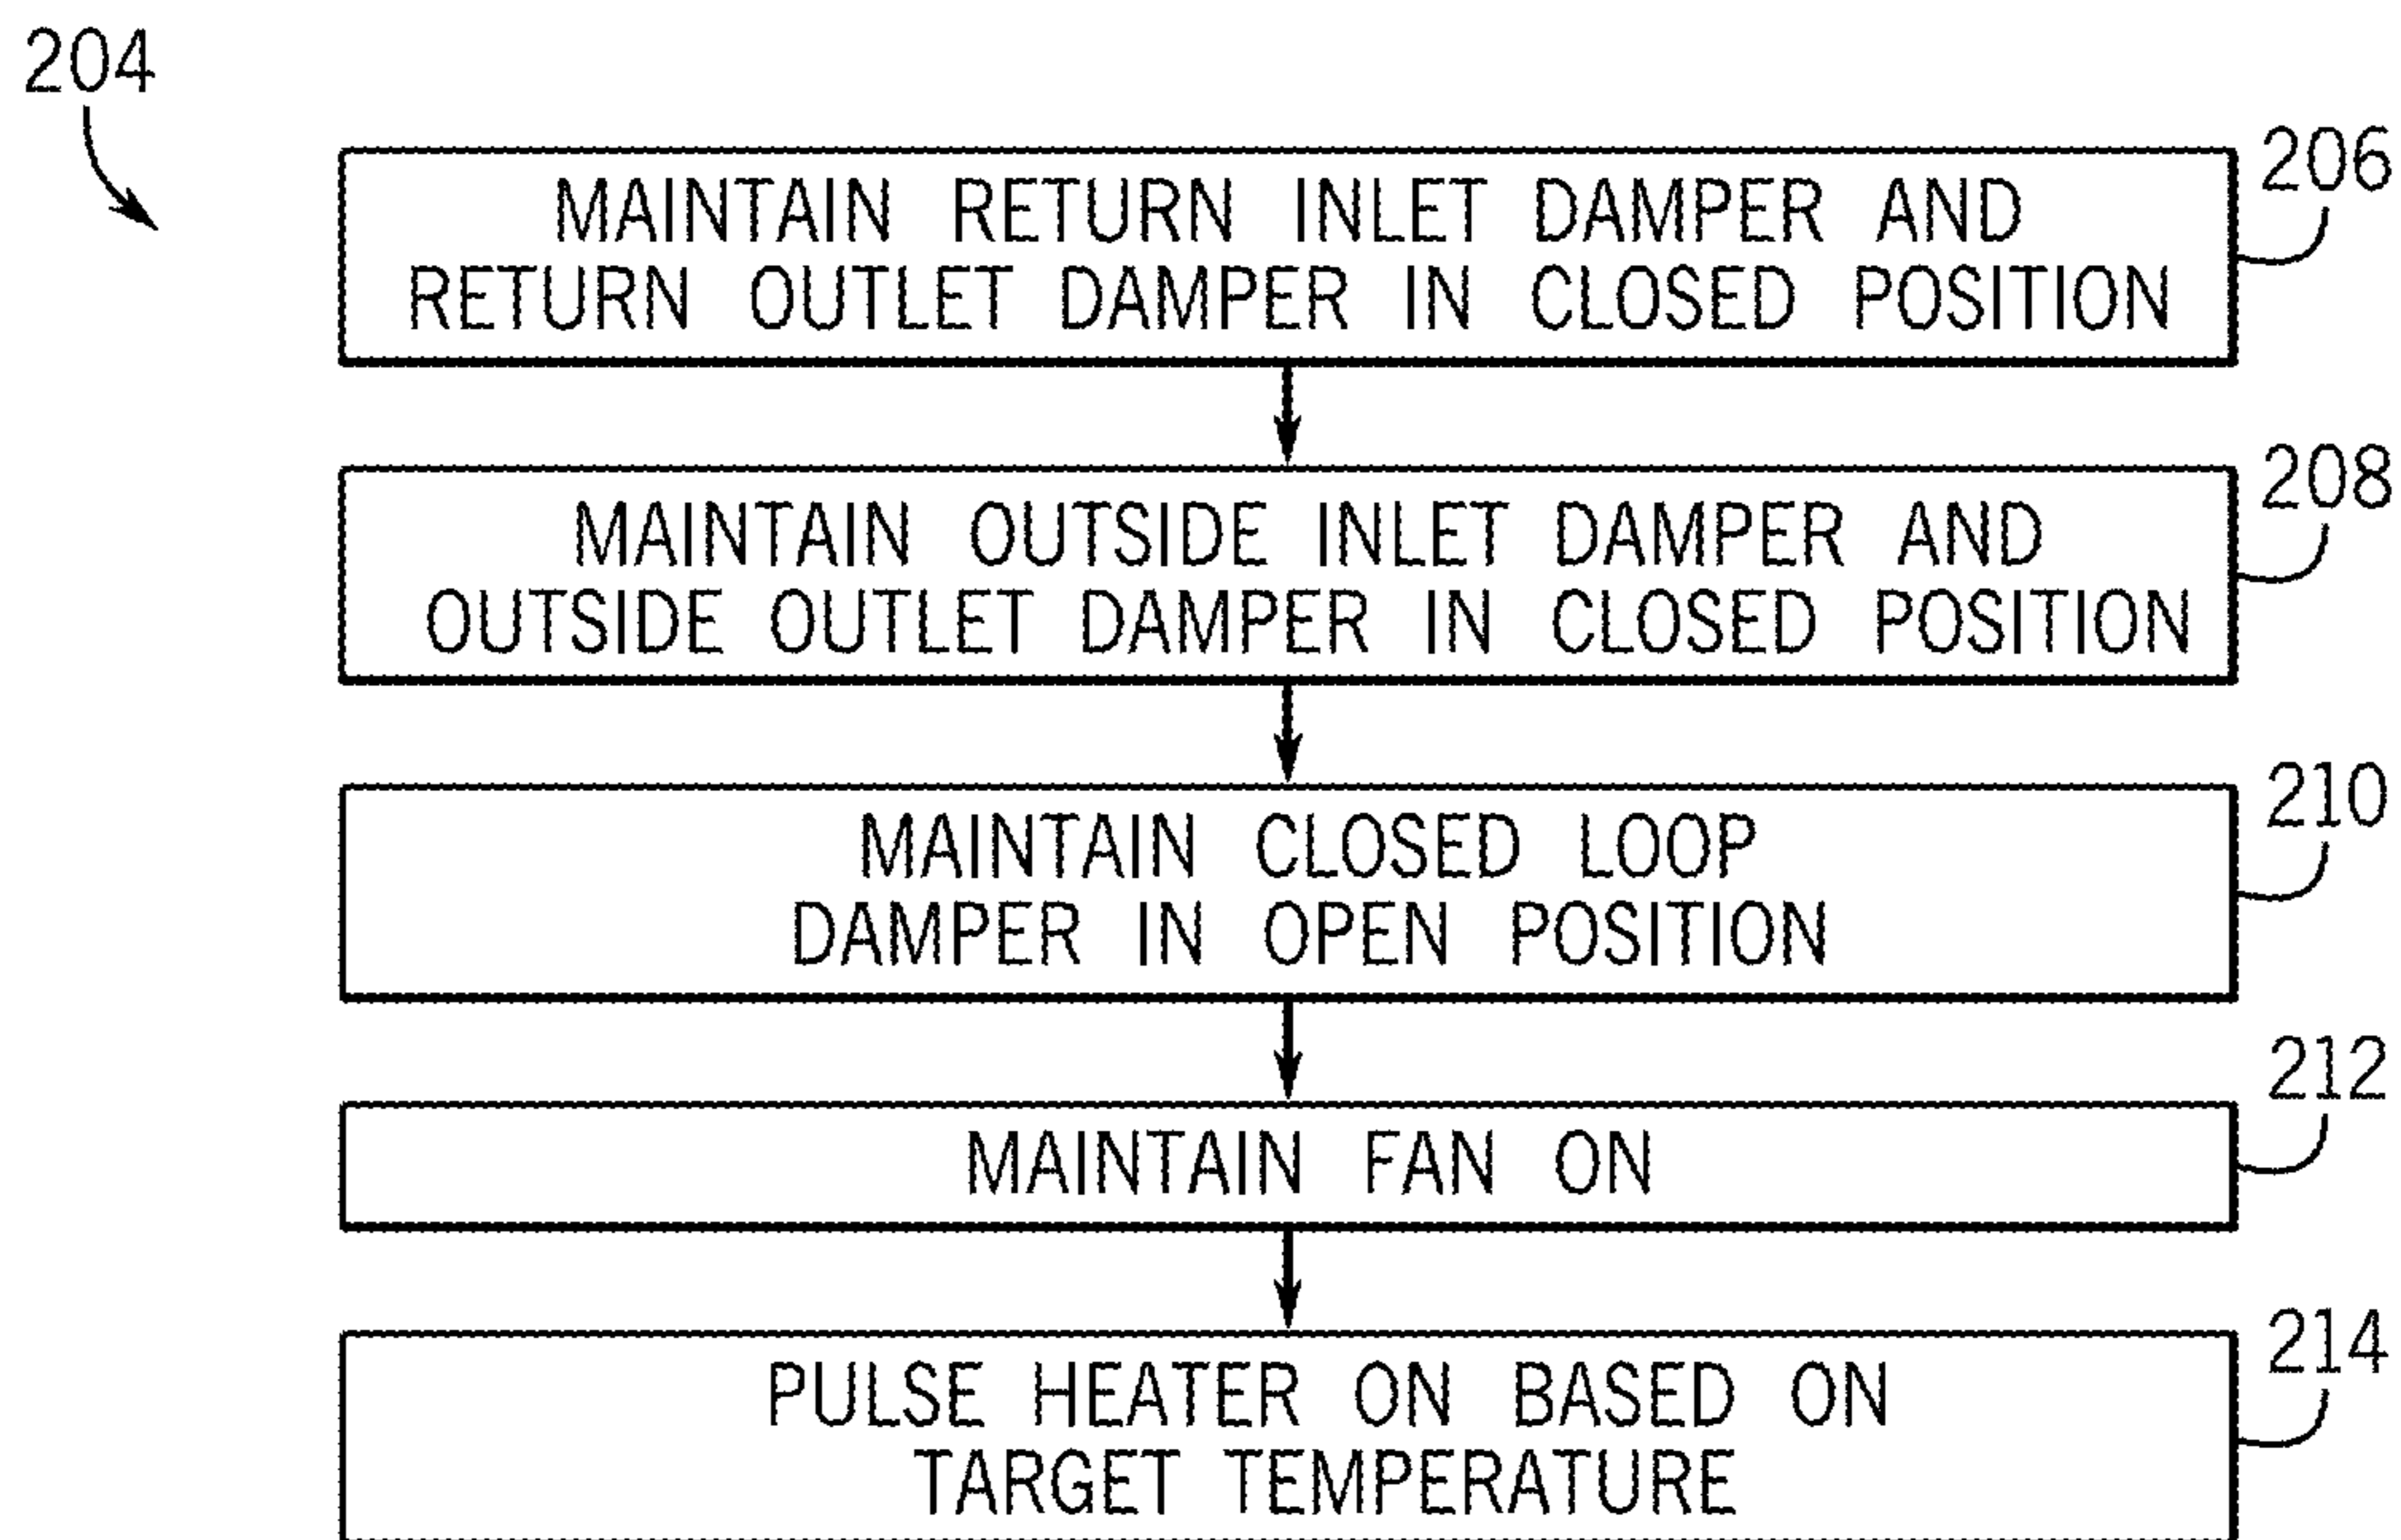 204
MAINTAIN RETURN INLET DAMPER AND
RETURN OUTLET DAMPER IN CLOSED POSITION
206
MAINTAIN OUTSIDE INLET DAMPER AND
OUTSIDE OUTLET DAMPER IN CLOSED POSITION
208
MAINTAIN CLOSED LOOP
DAMPER IN OPEN POSITION
210
MAINTAIN FAN ON
212
PULSE HEATER ON BASED ON
TARGET TEMPERATURE
214